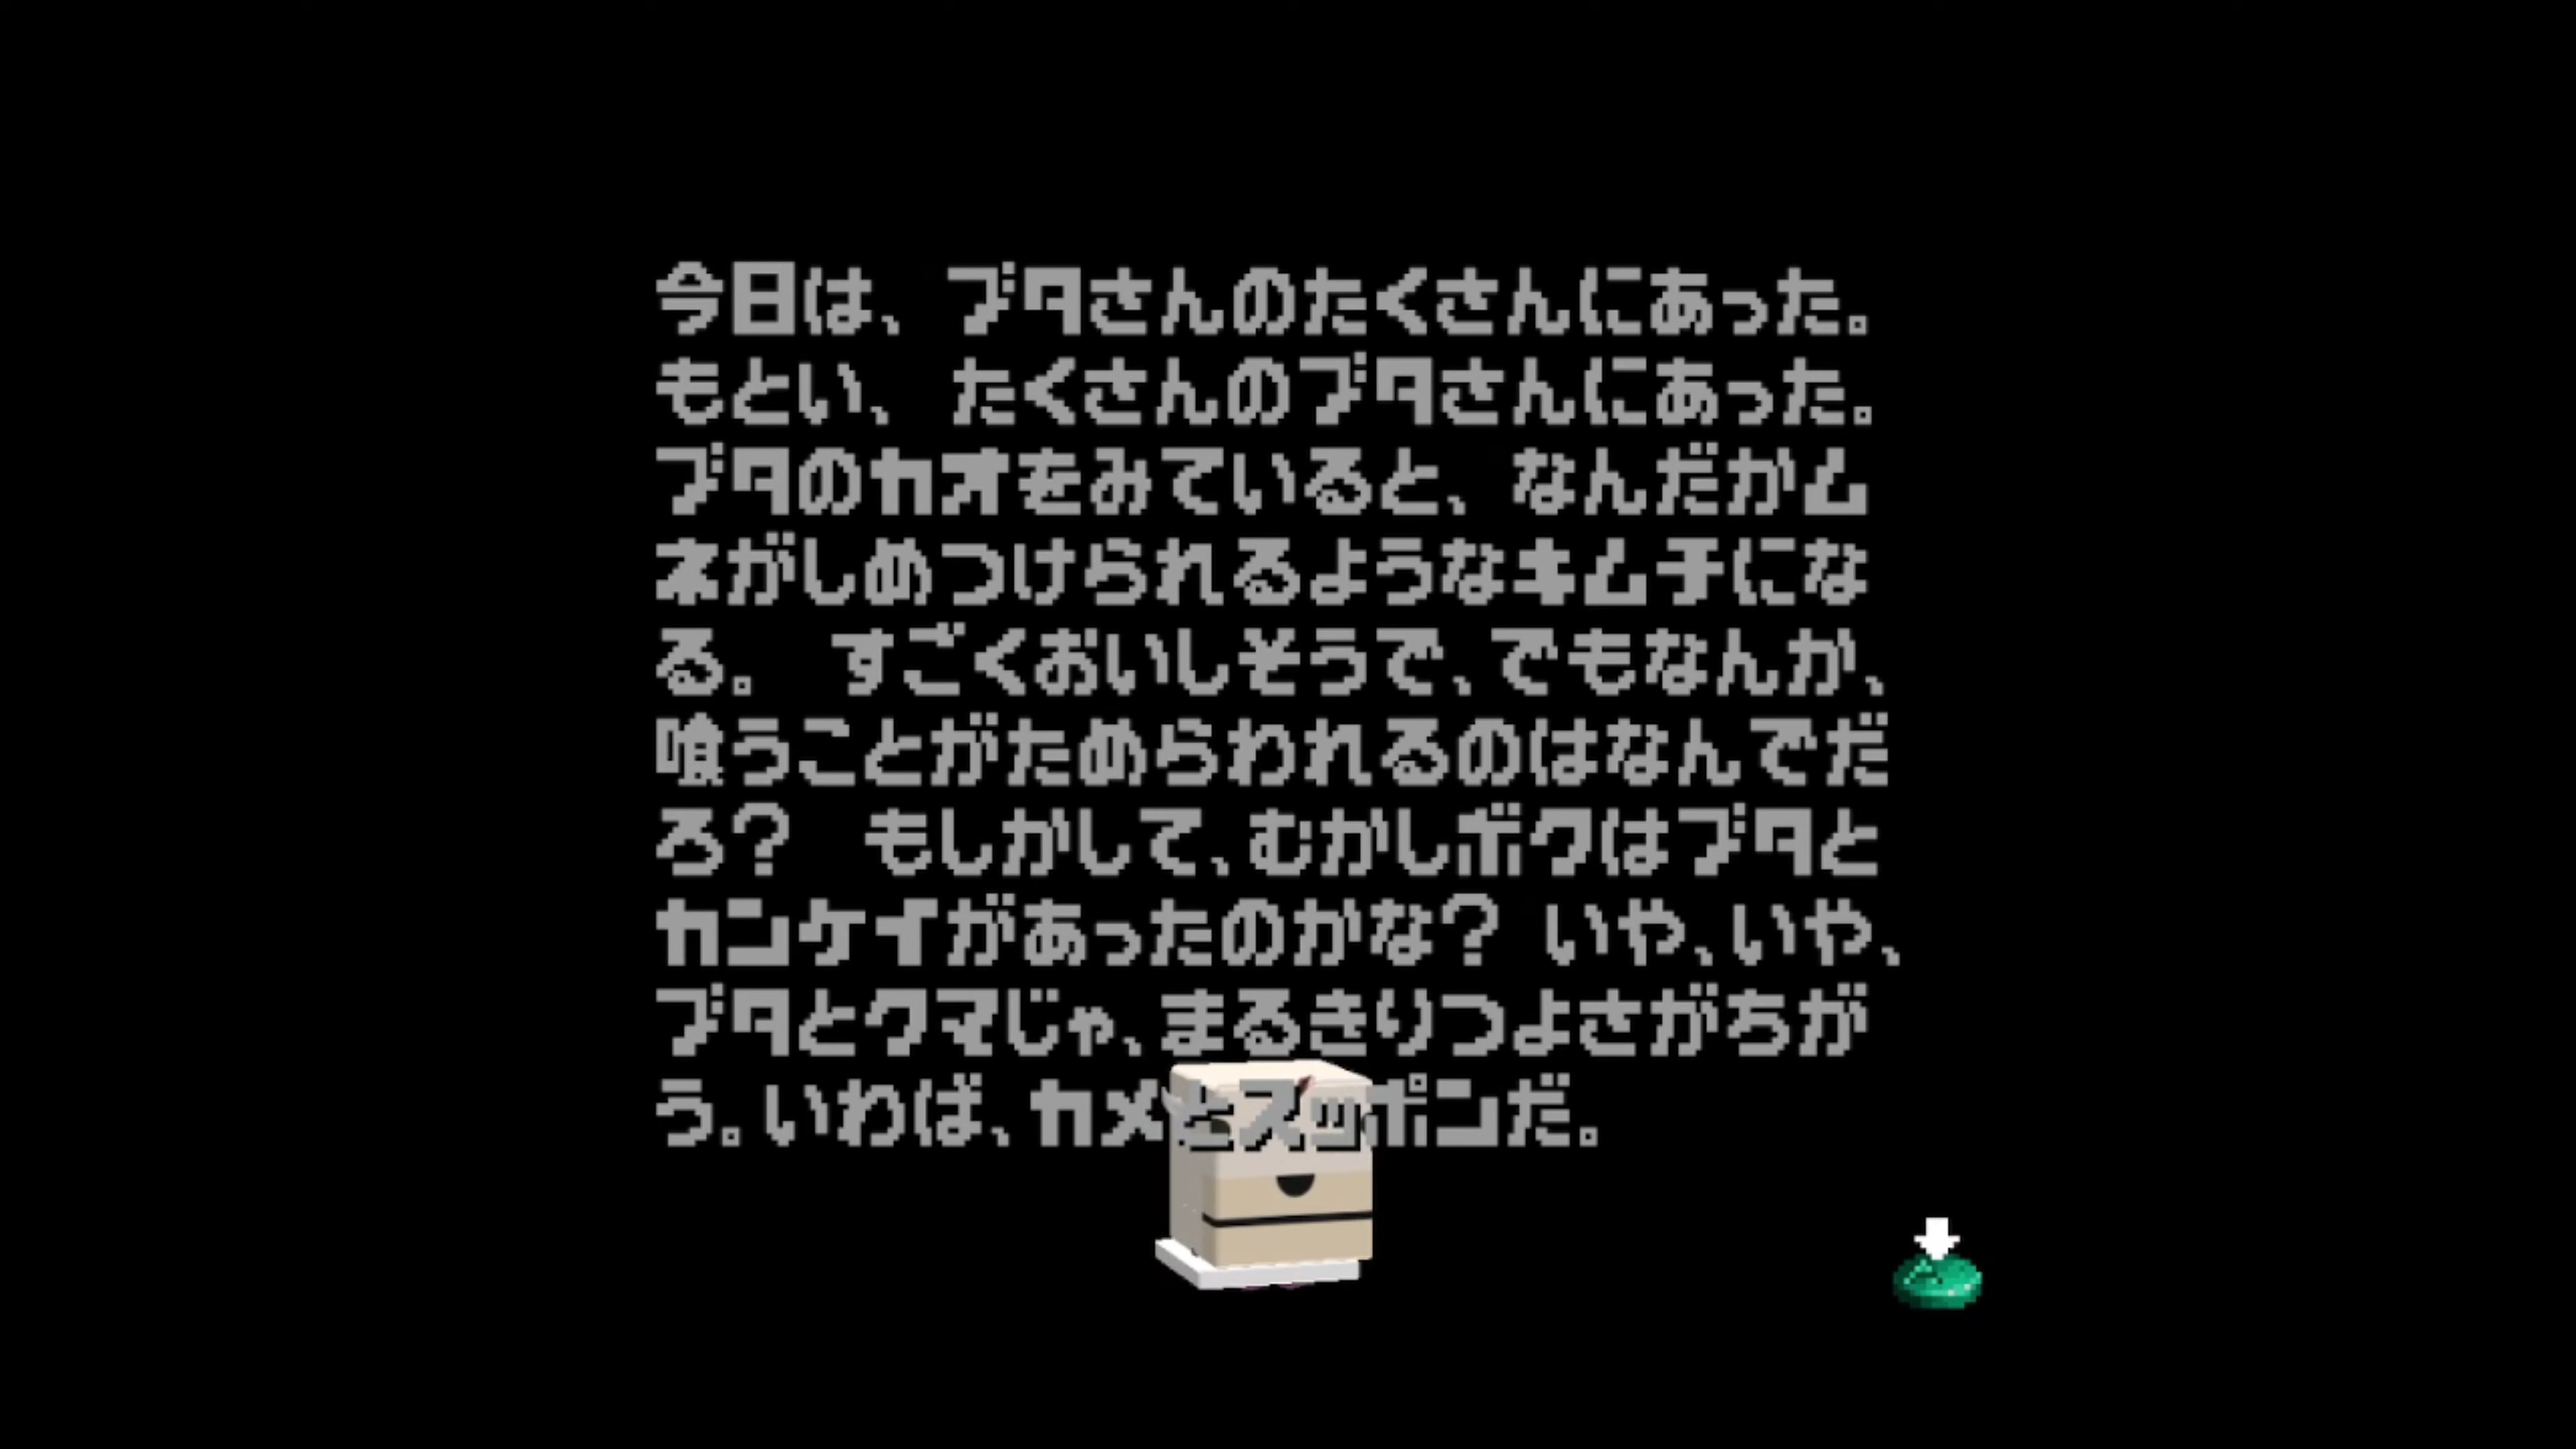 今日は、ブタさんのたくさんにあった。
もとい、たくさんのブタさんにあった。
ブタのカオをみていると、なんだかム
ネがしめつけられるようなキムチにな
る。　すごくおいしそうで、でもなんか、
喰うことがためらわれるのはなんでだ
ろ？　もしかして、むかしボクはブタと
カンケイがあったのかな？ いや、いや、
ブタとクマじゃ、まるきりつよさがちが
う。いわば、カメとスッポンだ。